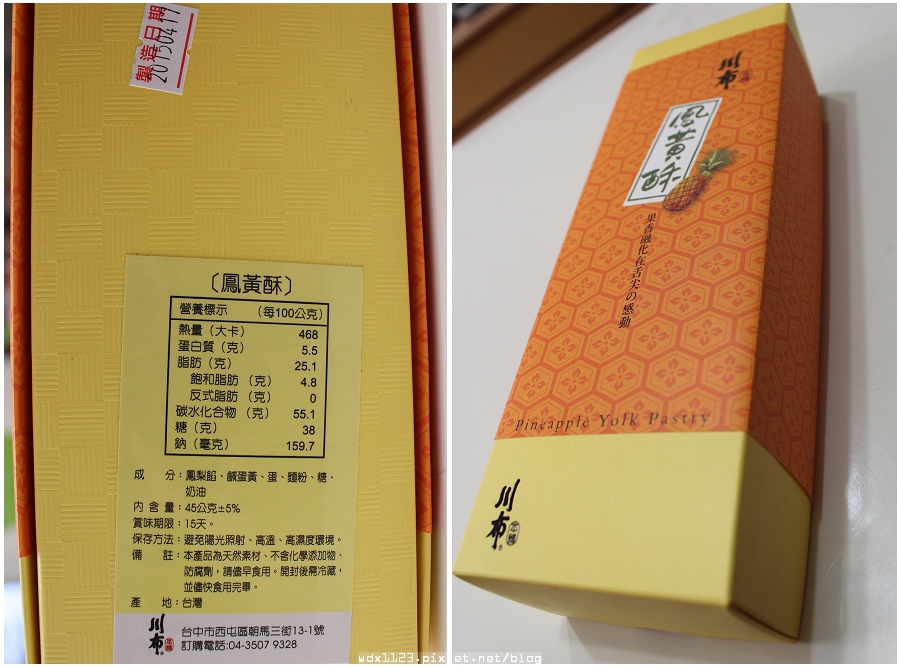 製造日期
20150417
〔鳳黃酥〕
營養標示 (每100公克)
熱量(大卡) 468
蛋白質(克) 5.5
脂肪(克) 25.1
飽和脂肪(克) 4.8
反式脂肪(克) 0
碳水化合物(克) 55.1
糖(克) 38
鈉(毫克) 159.7
成 分:鳳梨餡、鹹蛋黃、蛋、麵粉、糖、
奶油
內 含 量:45公克±5%
賞味期限:15天。
保存方法:避免陽光照射、高溫、高濕度環境。
備 註:本產品為天然素材、不含化學添加物、
防腐劑,請儘早食用。開封後需冷藏,
並儘快食用完畢。
產 地:台灣
川布
台中市西屯區朝馬三街13-1號
訂購電話:04-3507 9328
川布
鳳黃酥
果香融化在舌尖の感動
Pineapple Yolk Pastry
川布
wdx1123.pixnet.net/blog